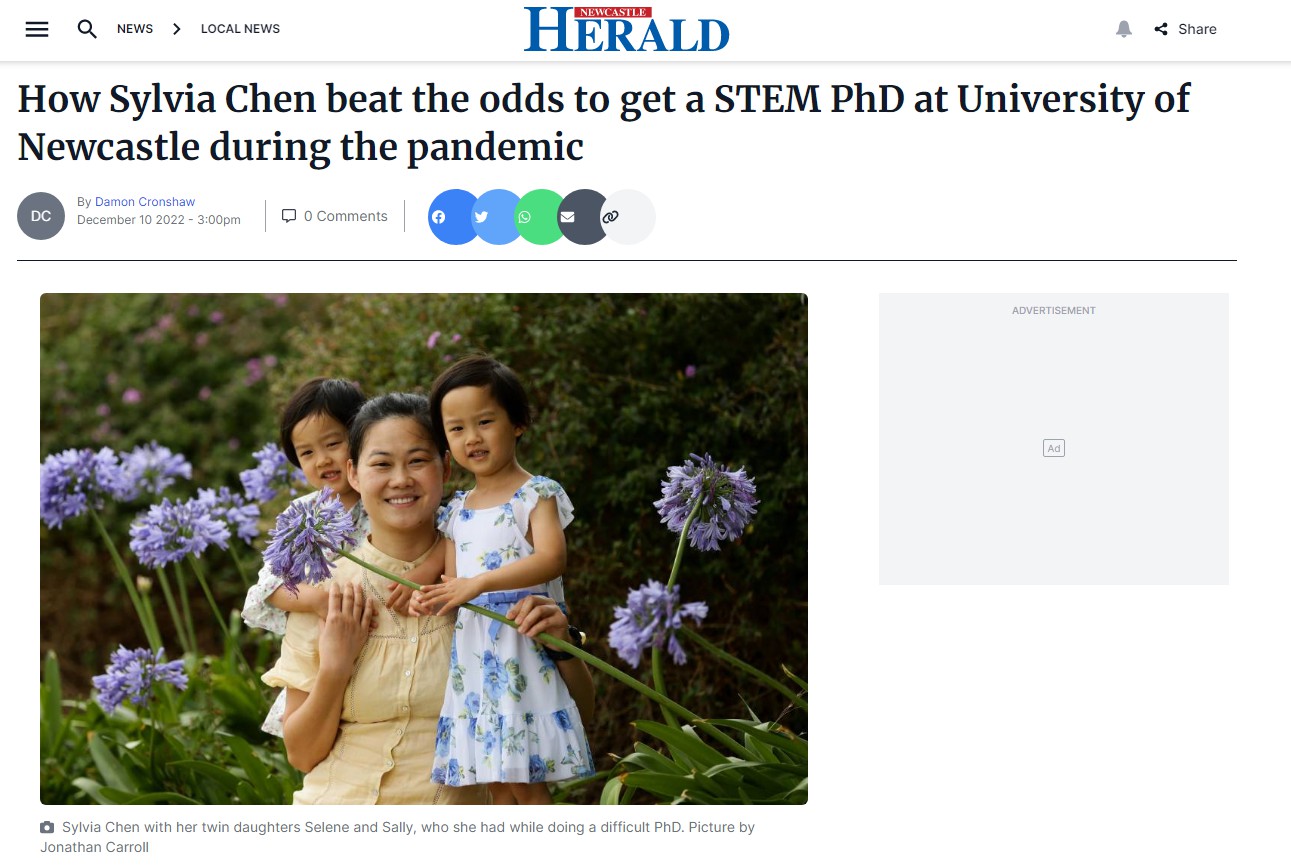 NEWS
LOCAL NEWS
NEWCASTLE
HERALD
Share
How Sylvia Chen beat the odds to get a STEM PhD at University of
Newcastle during the pandemic
DC
By Damon Cronshaw
December 10 2022 - 3:00pm
0 Comments
ADVERTISEMENT
Ad
Sylvia Chen with her twin daughters Selene and Sally, who she had while doing a difficult PhD. Picture by
Jonathan Carroll